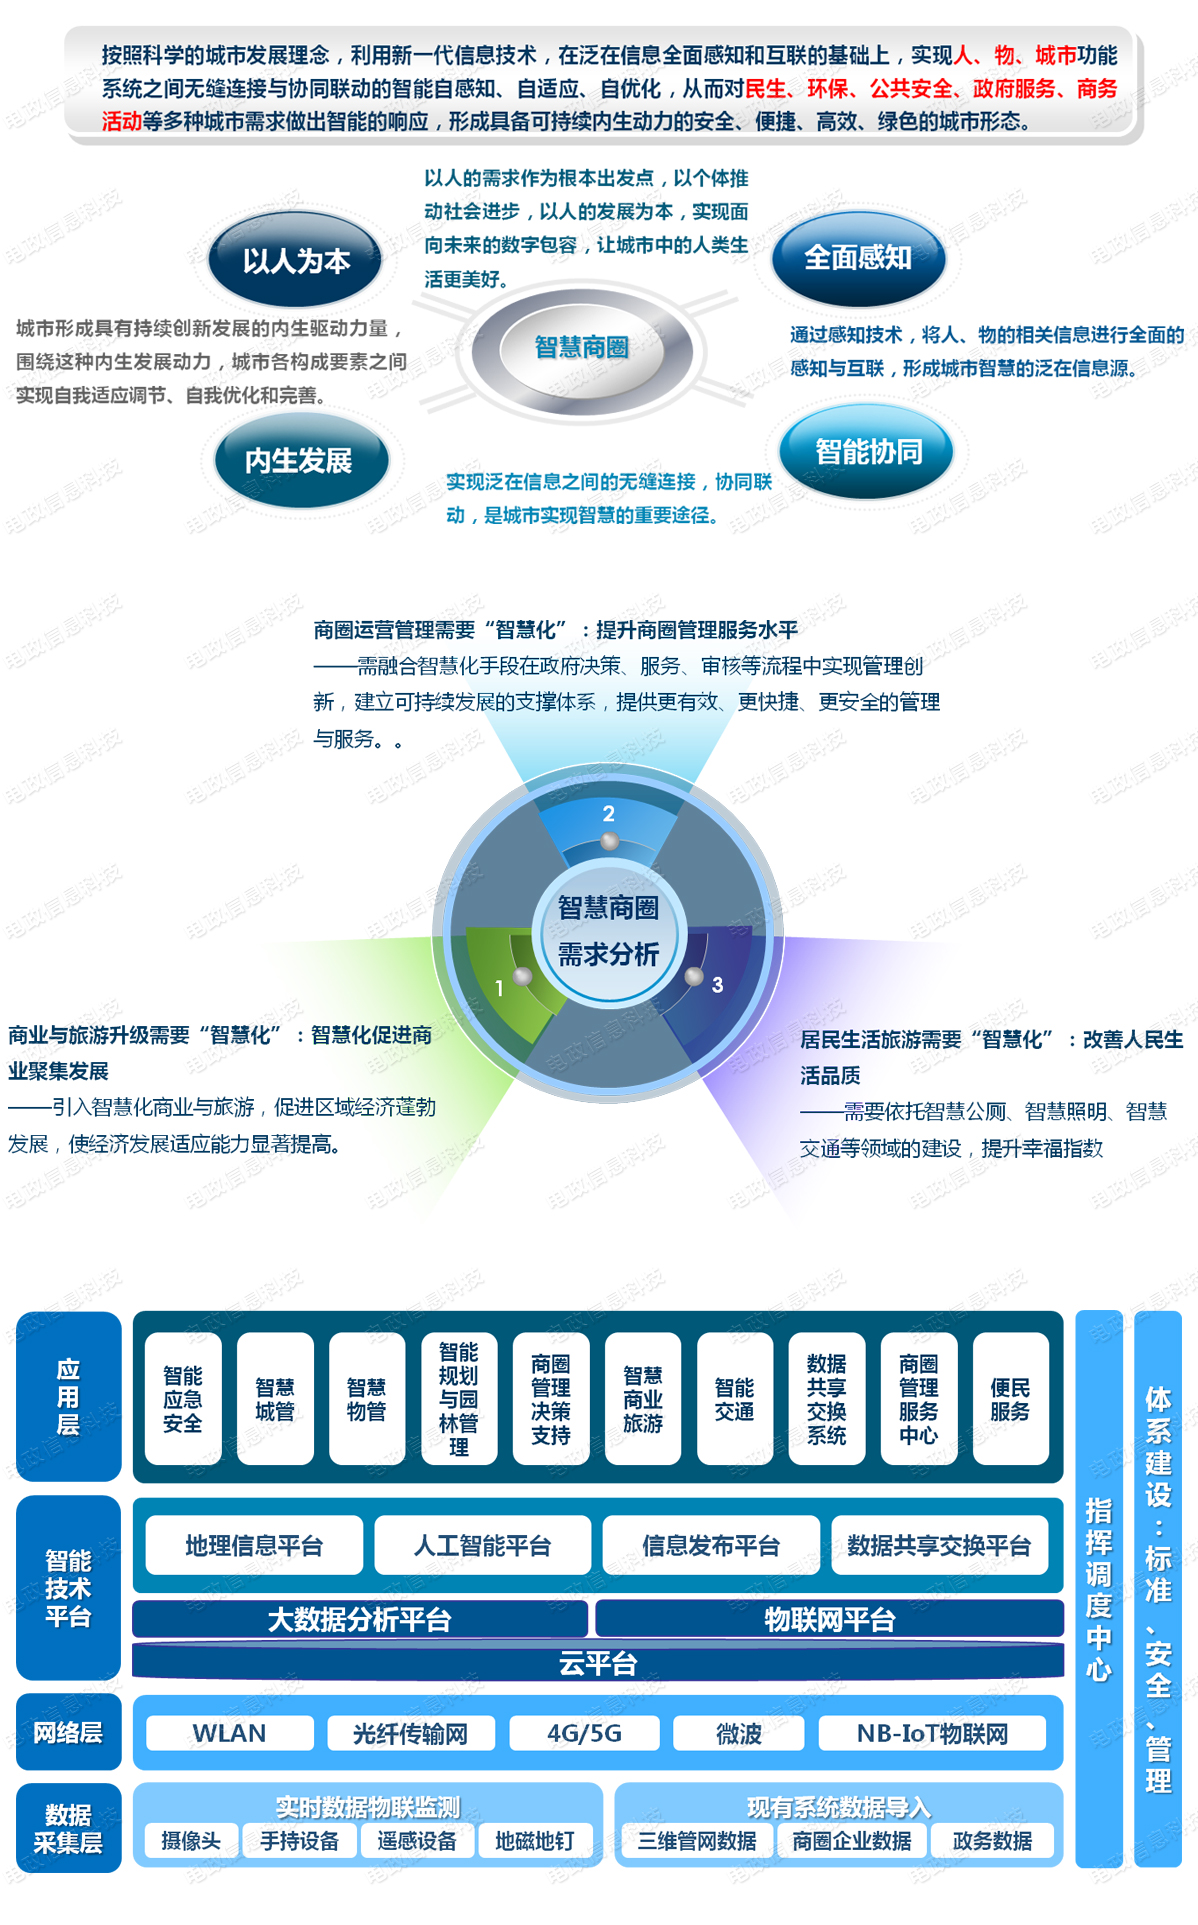 按照科学的城市发展理念，利用新一代信息技术，在泛在信息全面感知和互联的基础上，实现人、物、城市功能
系统之间无缝连接与协同联动的智能自感知、自适应、自优化，从而对民生、环保、公共安全、政府服务、商务
活动等多种城市需求做出智能的响应，形成具备可持续内生动力的安全、便捷、高效、绿色的城市形态。
以人的需求作为根本出发点，以个体推
动社会进步，以人的发展为本，实现面
向未来的数字包容，让城市中的人类生
活更美好。
以人为本
全面感知
城市形成具有持续创新发展的内生驱动力量，
围绕这种内生发展动力，城市各构成要素之间
实现自我适应调节、自我优化和完善。
智慧商圈
通过感知技术，将人、物的相关信息进行全面的
感知与互联，形成城市智慧的泛在信息源。
内生发展
智能协同
实现泛在信息之间的无缝连接，协同联
动，是城市实现智慧的重要途径。
商圈运营管理需要“智慧化”：提升商圈管理服务水平
——需融合智慧化手段在政府决策、服务、审核等流程中实现管理创
新，建立可持续发展的支撑体系，提供更有效、更快捷、更安全的管理
与服务。。
2
智慧商圈
需求分析
1
3
商业与旅游升级需要“智慧化”：智慧化促进商
业聚集发展
——引入智慧化商业与旅游，促进区域经济蓬勃
发展，使经济发展适应能力显著提高。
居民生活旅游需要“智慧化”：改善人民生
活品质
——需要依托智慧公厕、智慧照明、智慧
交通等领域的建设，提升幸福指数
应用层
智能应急安全
智慧城管
智慧物管
智能规划与园林管理
商圈管理决策支持
智慧商业旅游
智能交通
数据共享交换系统
商圈管理服务中心
便民服务
智能技术平台
地理信息平台
人工智能平台
信息发布平台
数据共享交换平台
大数据分析平台
物联网平台
云平台
网络层
WLAN
光纤传输网
4G/5G
微波
NB-IoT物联网
数据采集层
实时数据物联监测
摄像头
手持设备
遥感设备
地磁地钉
现有系统数据导入
三维管网数据
商圈企业数据
政务数据
指挥调度中心
体系建设：标准、安全、管理
电政信息科技